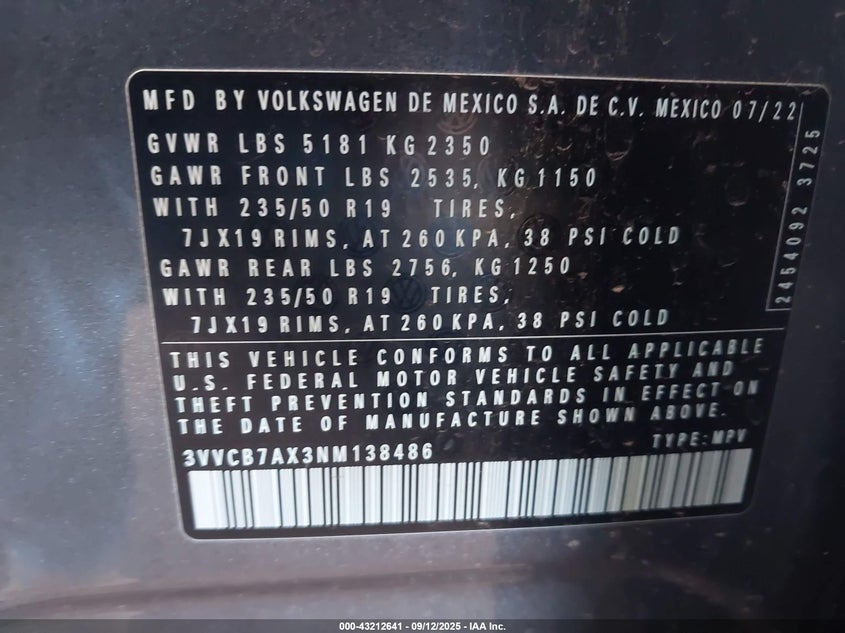 MFD BY VOLKSWAGEN DE MEXICO S.A. DE C.V. MEXICO 07/22
GVWR LBS 5181 KG 2350
GAWR FRONT LBS 2535, KG 1150
WITH 235/50 R19 TIRES,
7JX19 RIMS, AT 260 KPA, 38 PSI COLD
GAWR REAR LBS 2756, KG 1250
WITH 235/50 R19 TIRES,
7JX19 RIMS, AT 260 KPA, 38 PSI COLD
2454092 3725
THIS VEHICLE CONFORMS TO ALL APPLICABLE
U.S. FEDERAL MOTOR VEHICLE SAFETY AND
THEFT PREVENTION STANDARDS IN EFFECT ON
THE DATE OF MANUFACTURE SHOWN ABOVE.
3VVCB7AX3NM138486 TYPE: MPV
000-43212641 - 09/12/2025 - IAA Inc.